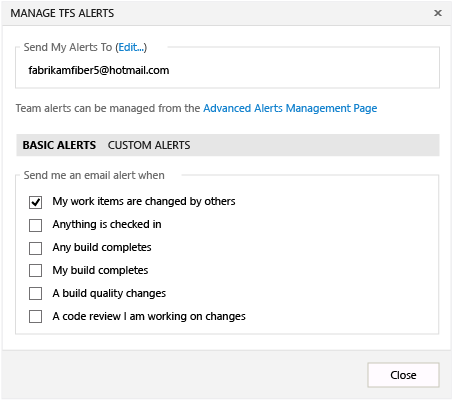 MANAGE TFS ALERTS
Send My Alerts To (Edit...)
fabrikamfiber5@hotmail.com
Team alerts can be managed from the Advanced Alerts Management Page
BASIC ALERTS CUSTOM ALERTS
Send me an email alert when
My work items are changed by others
Anything is checked in
Any build completes
My build completes
A build quality changes
A code review I am working on changes
Close